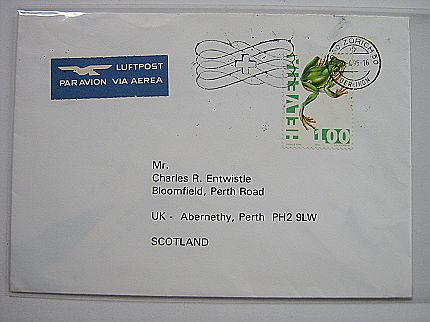 LUFTPOST
PAR AVION VIA AEREA
ZÜRICH
HELVETIA
1.00
Mr.
Charles R. Entwistle
Bloomfield, Perth Road
UK - Abernethy, Perth PH2 9LW
SCOTLAND